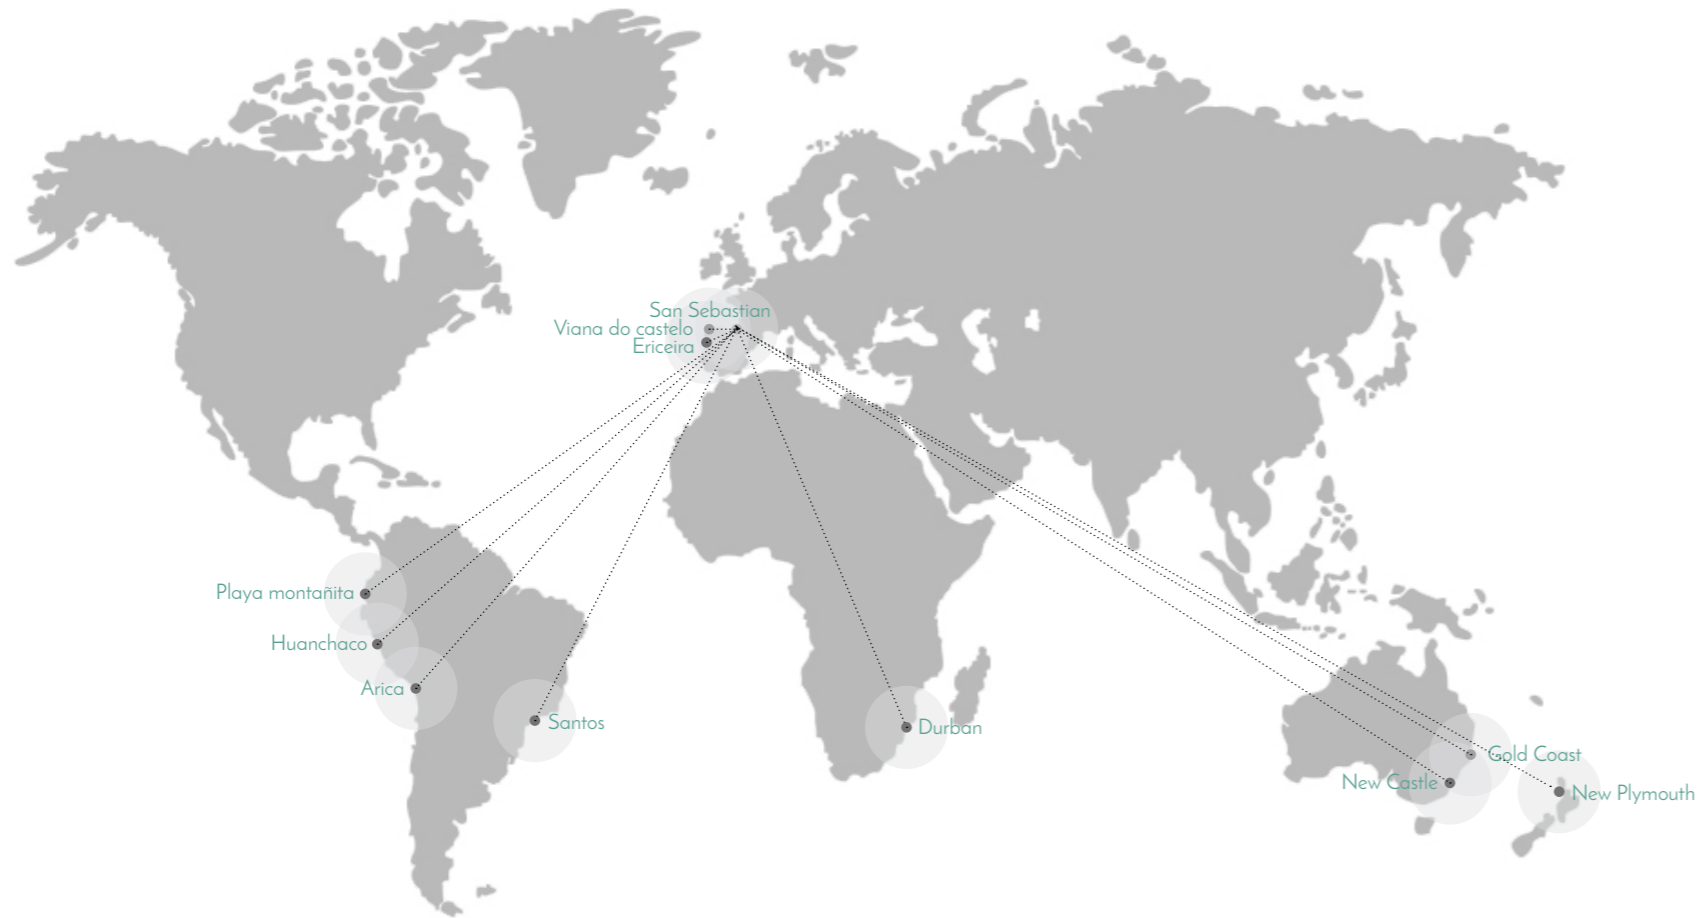 San Sebastian
Viana do castelo
Ericeira
Playa montañita
Huanchaco
Arica
Santos
Durban
Gold Coast
New Castle
New Plymouth